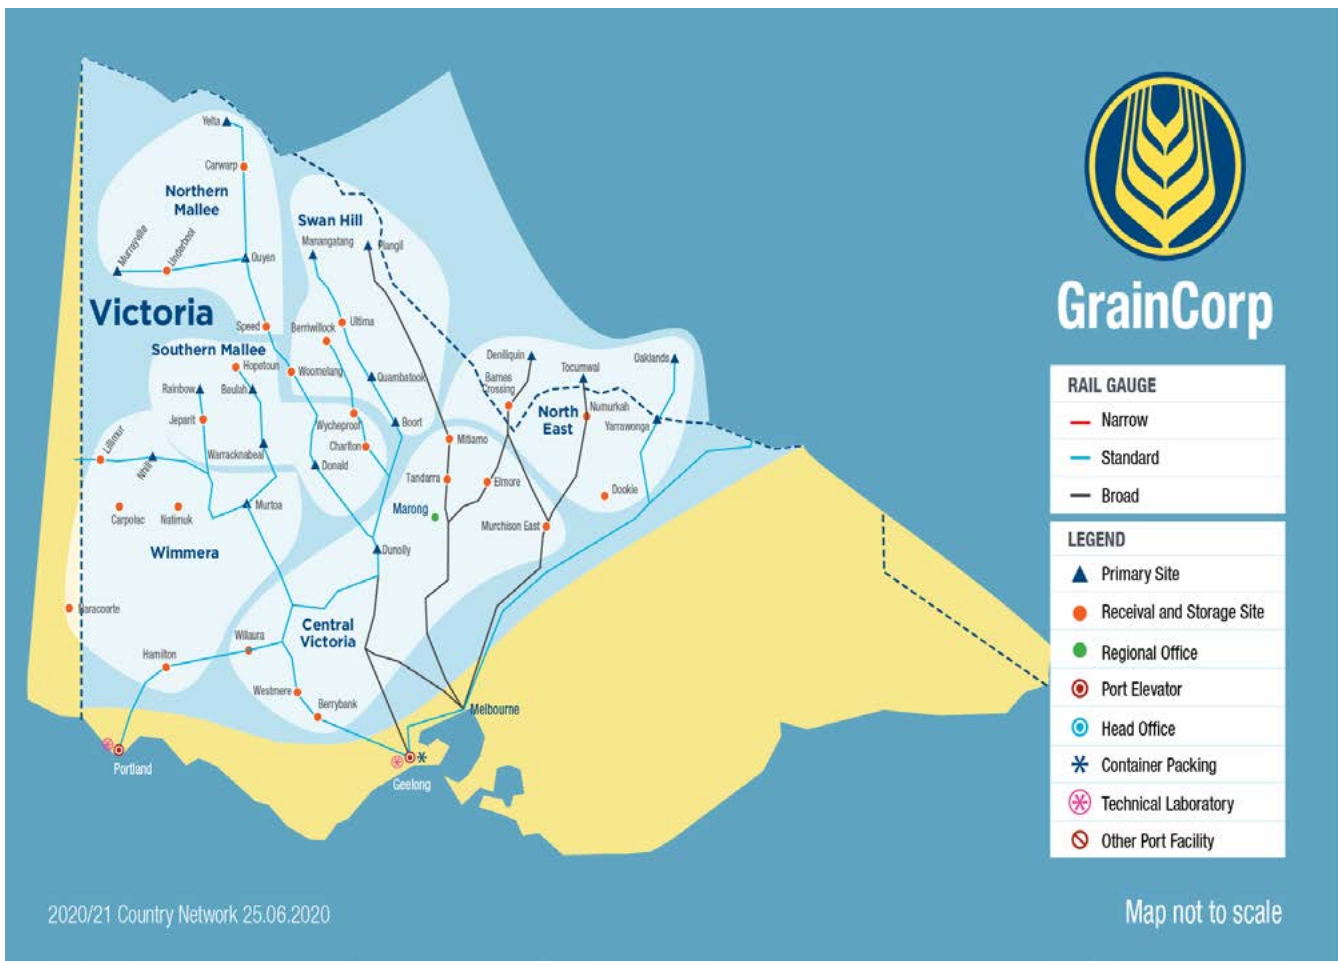 Yelta
Carwarp
Northern
Mallee
Murrayville
Underbool
Ouyen
Swan Hill
Manangatang
Piangil
Victoria
Speed
Berriwillock
Ultima
Southern Mallee
Hopetoun
Woomelang
Rainbow
Beulah
Quambatook
Jeparit
Wycheproof
Boort
Lillimur
Nhill
Warracknabeal
Charlton
Donald
Carpolac
Natimuk
Murtoa
Wimmera
Naracoorte
Deniliquin
Barnes
Crossing
Tocumwal
Oaklands
North
East
Numurkah
Yarrawonga
Mitiamo
Tandarra
Elmore
Dookie
Marong
Murchison East
Dunolly
Central
Victoria
Willaura
Hamilton
Westmere
Berrybank
Melbourne
Portland
Geelong
GrainCorp
RAIL GAUGE
Narrow
Standard
Broad
LEGEND
Primary Site
Receival and Storage Site
Regional Office
Port Elevator
Head Office
Container Packing
Technical Laboratory
Other Port Facility
2020/21 Country Network 25.06.2020
Map not to scale